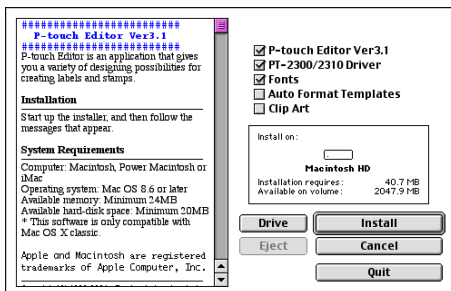 ##########################
P-touch Editor Ver3.1
##########################
P-touch Editor is an application that gives
you a variety of designing possibilities for
creating labels and stamps.
Installation
Start up the installer, and then follow the
messages that appear.
System Requirements
Computer: Macintosh, Power Macintosh or
iMac
Operating system: Mac OS 8.6 or later
Available memory: Minimum 24MB
Available hard-disk space: Minimum 20MB
* This software is only compatible with
Mac OS X classic.
Apple and Macintosh are registered
trademarks of Apple Computer, Inc.
P-touch Editor Ver3.1
PT-2300/2310 Driver
Fonts
Auto Format Templates
Clip Art
Install on:
Macintosh HD
Installation requires: 40.7 MB
Available on volume: 2047.9 MB
Drive
Install
Eject
Cancel
Quit